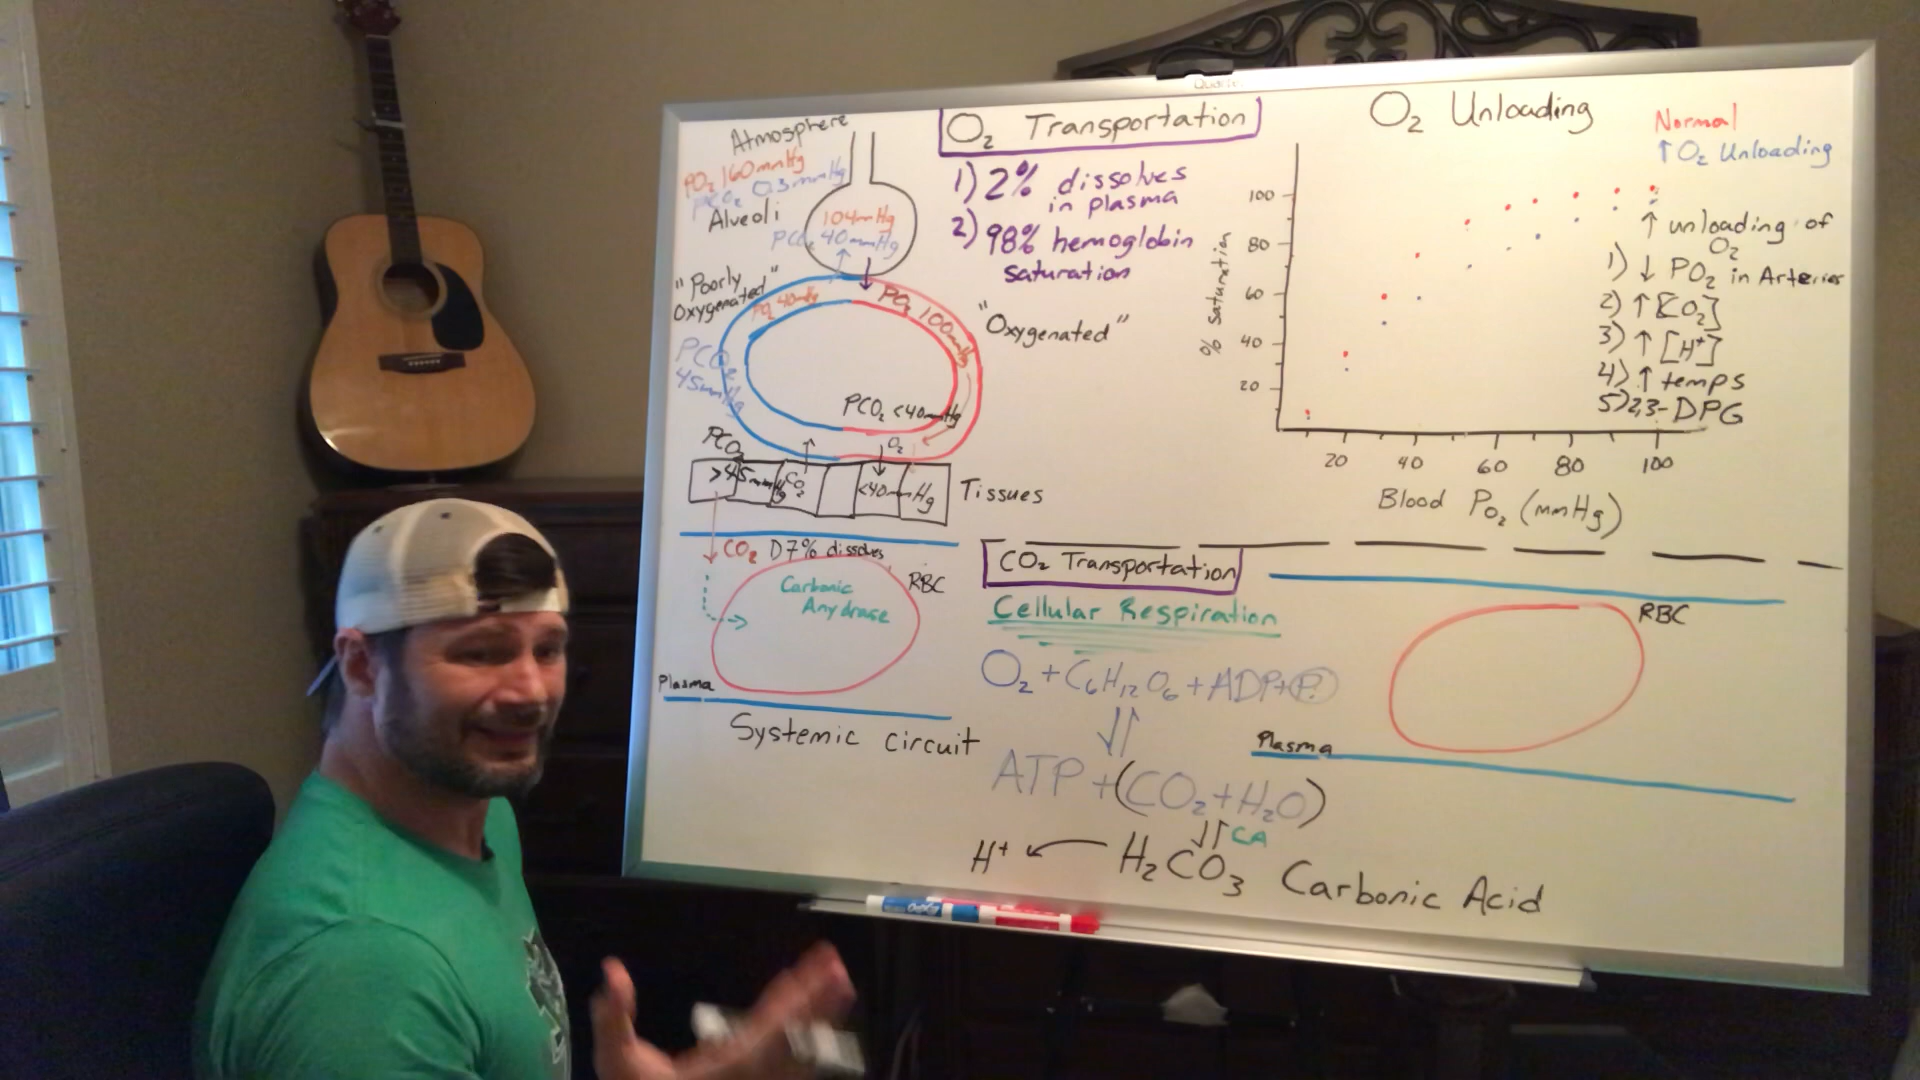 Atmosphere
PO2 160mmHg
PCO2 0.3mmHg
Alveoli
104mmHg
PCO2 40mmHg
"Poorly
Oxygenated"
PO2 40mmHg
PO2 100mmHg
"Oxygenated"
PCO2
45mmHg
PCO2 <40mmHg
PCO2
O2
>45mmHg
CO2
<40mmHg
Tissues
O2 Transportation
1) 2% dissolves
in plasma
2) 98% hemoglobin
saturation
O2 Unloading
Normal
↑O2 Unloading
% saturation
100
80
60
40
20
20 40 60 80 100
Blood PO2 (mmHg)
↑ unloading of
O2
1) ↓ PO2 in Arteries
2) ↑[CO2]
3) ↑ [H+]
4) ↑ temps
5) 2,3-DPG
CO2 7% dissolves
RBC
Carbonic
Anydrase
Plasma
Systemic circuit
CO2 Transportation
Cellular Respiration
O2 + C6H12O6 + ADP+P
ATP + (CO2+H2O)
CA
H+ ← H2CO3 Carbonic Acid
RBC
Plasma
EXPO